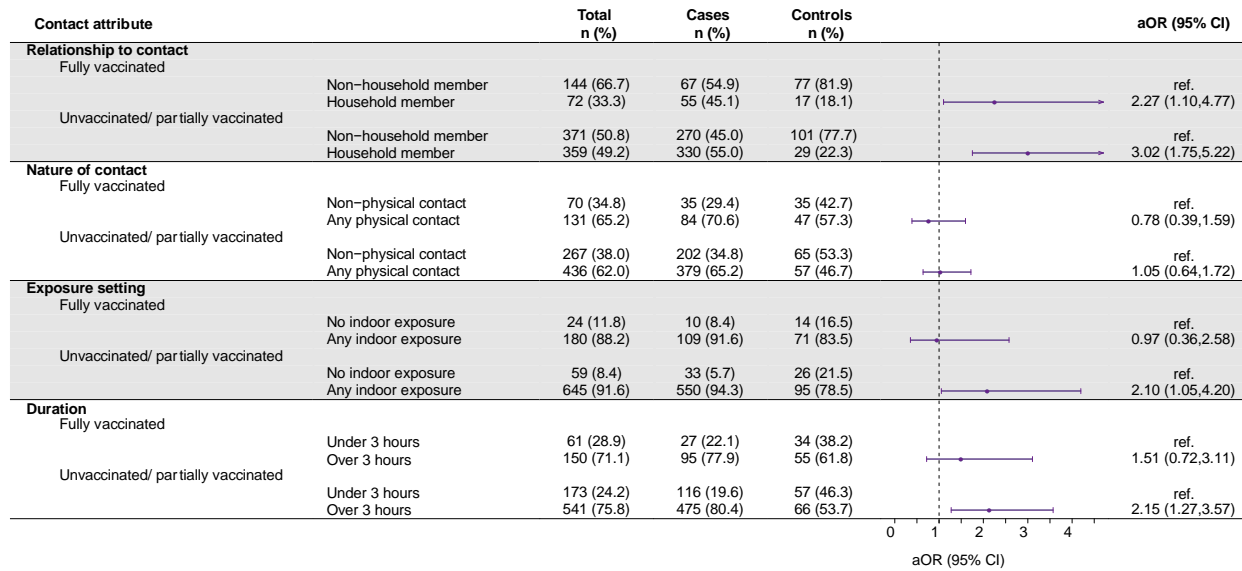 Contact attribute Total n (%) Cases n (%) Controls n (%) aOR (95% CI)
Relationship to contact
Fully vaccinated
Non−household member 144 (66.7) 67 (54.9) 77 (81.9) ref.
Household member 72 (33.3) 55 (45.1) 17 (18.1) 2.27 (1.10,4.77)
Unvaccinated/ partially vaccinated
Non−household member 371 (50.8) 270 (45.0) 101 (77.7) ref.
Household member 359 (49.2) 330 (55.0) 29 (22.3) 3.02 (1.75,5.22)
Nature of contact
Fully vaccinated
Non−physical contact 70 (34.8) 35 (29.4) 35 (42.7) ref.
Any physical contact 131 (65.2) 84 (70.6) 47 (57.3) 0.78 (0.39,1.59)
Unvaccinated/ partially vaccinated
Non−physical contact 267 (38.0) 202 (34.8) 65 (53.3) ref.
Any physical contact 436 (62.0) 379 (65.2) 57 (46.7) 1.05 (0.64,1.72)
Exposure setting
Fully vaccinated
No indoor exposure 24 (11.8) 10 (8.4) 14 (16.5) ref.
Any indoor exposure 180 (88.2) 109 (91.6) 71 (83.5) 0.97 (0.36,2.58)
Unvaccinated/ partially vaccinated
No indoor exposure 59 (8.4) 33 (5.7) 26 (21.5) ref.
Any indoor exposure 645 (91.6) 550 (94.3) 95 (78.5) 2.10 (1.05,4.20)
Duration
Fully vaccinated
Under 3 hours 61 (28.9) 27 (22.1) 34 (38.2) ref.
Over 3 hours 150 (71.1) 95 (77.9) 55 (61.8) 1.51 (0.72,3.11)
Unvaccinated/ partially vaccinated
Under 3 hours 173 (24.2) 116 (19.6) 57 (46.3) ref.
Over 3 hours 541 (75.8) 475 (80.4) 66 (53.7) 2.15 (1.27,3.57)
0 1 2 3 4
aOR (95% CI)